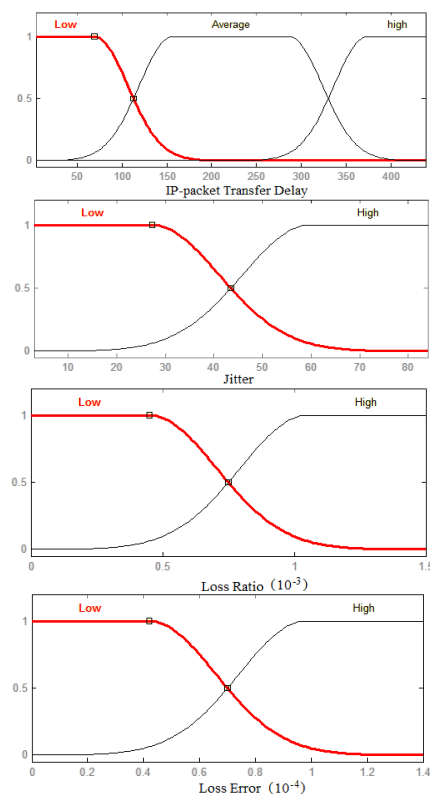 Low Average high
1
0.5
0
50 100 150 200 250 300 350 400
IP-packet Transfer Delay
Low High
1
0.5
0
10 20 30 40 50 60 70 80
Jitter
Low High
1
0.5
0
0 0.5 1 1.5
Loss Ratio (10-3)
Low High
1
0.5
0
0 0.2 0.4 0.6 0.8 1 1.2 1.4
Loss Error (10-4)